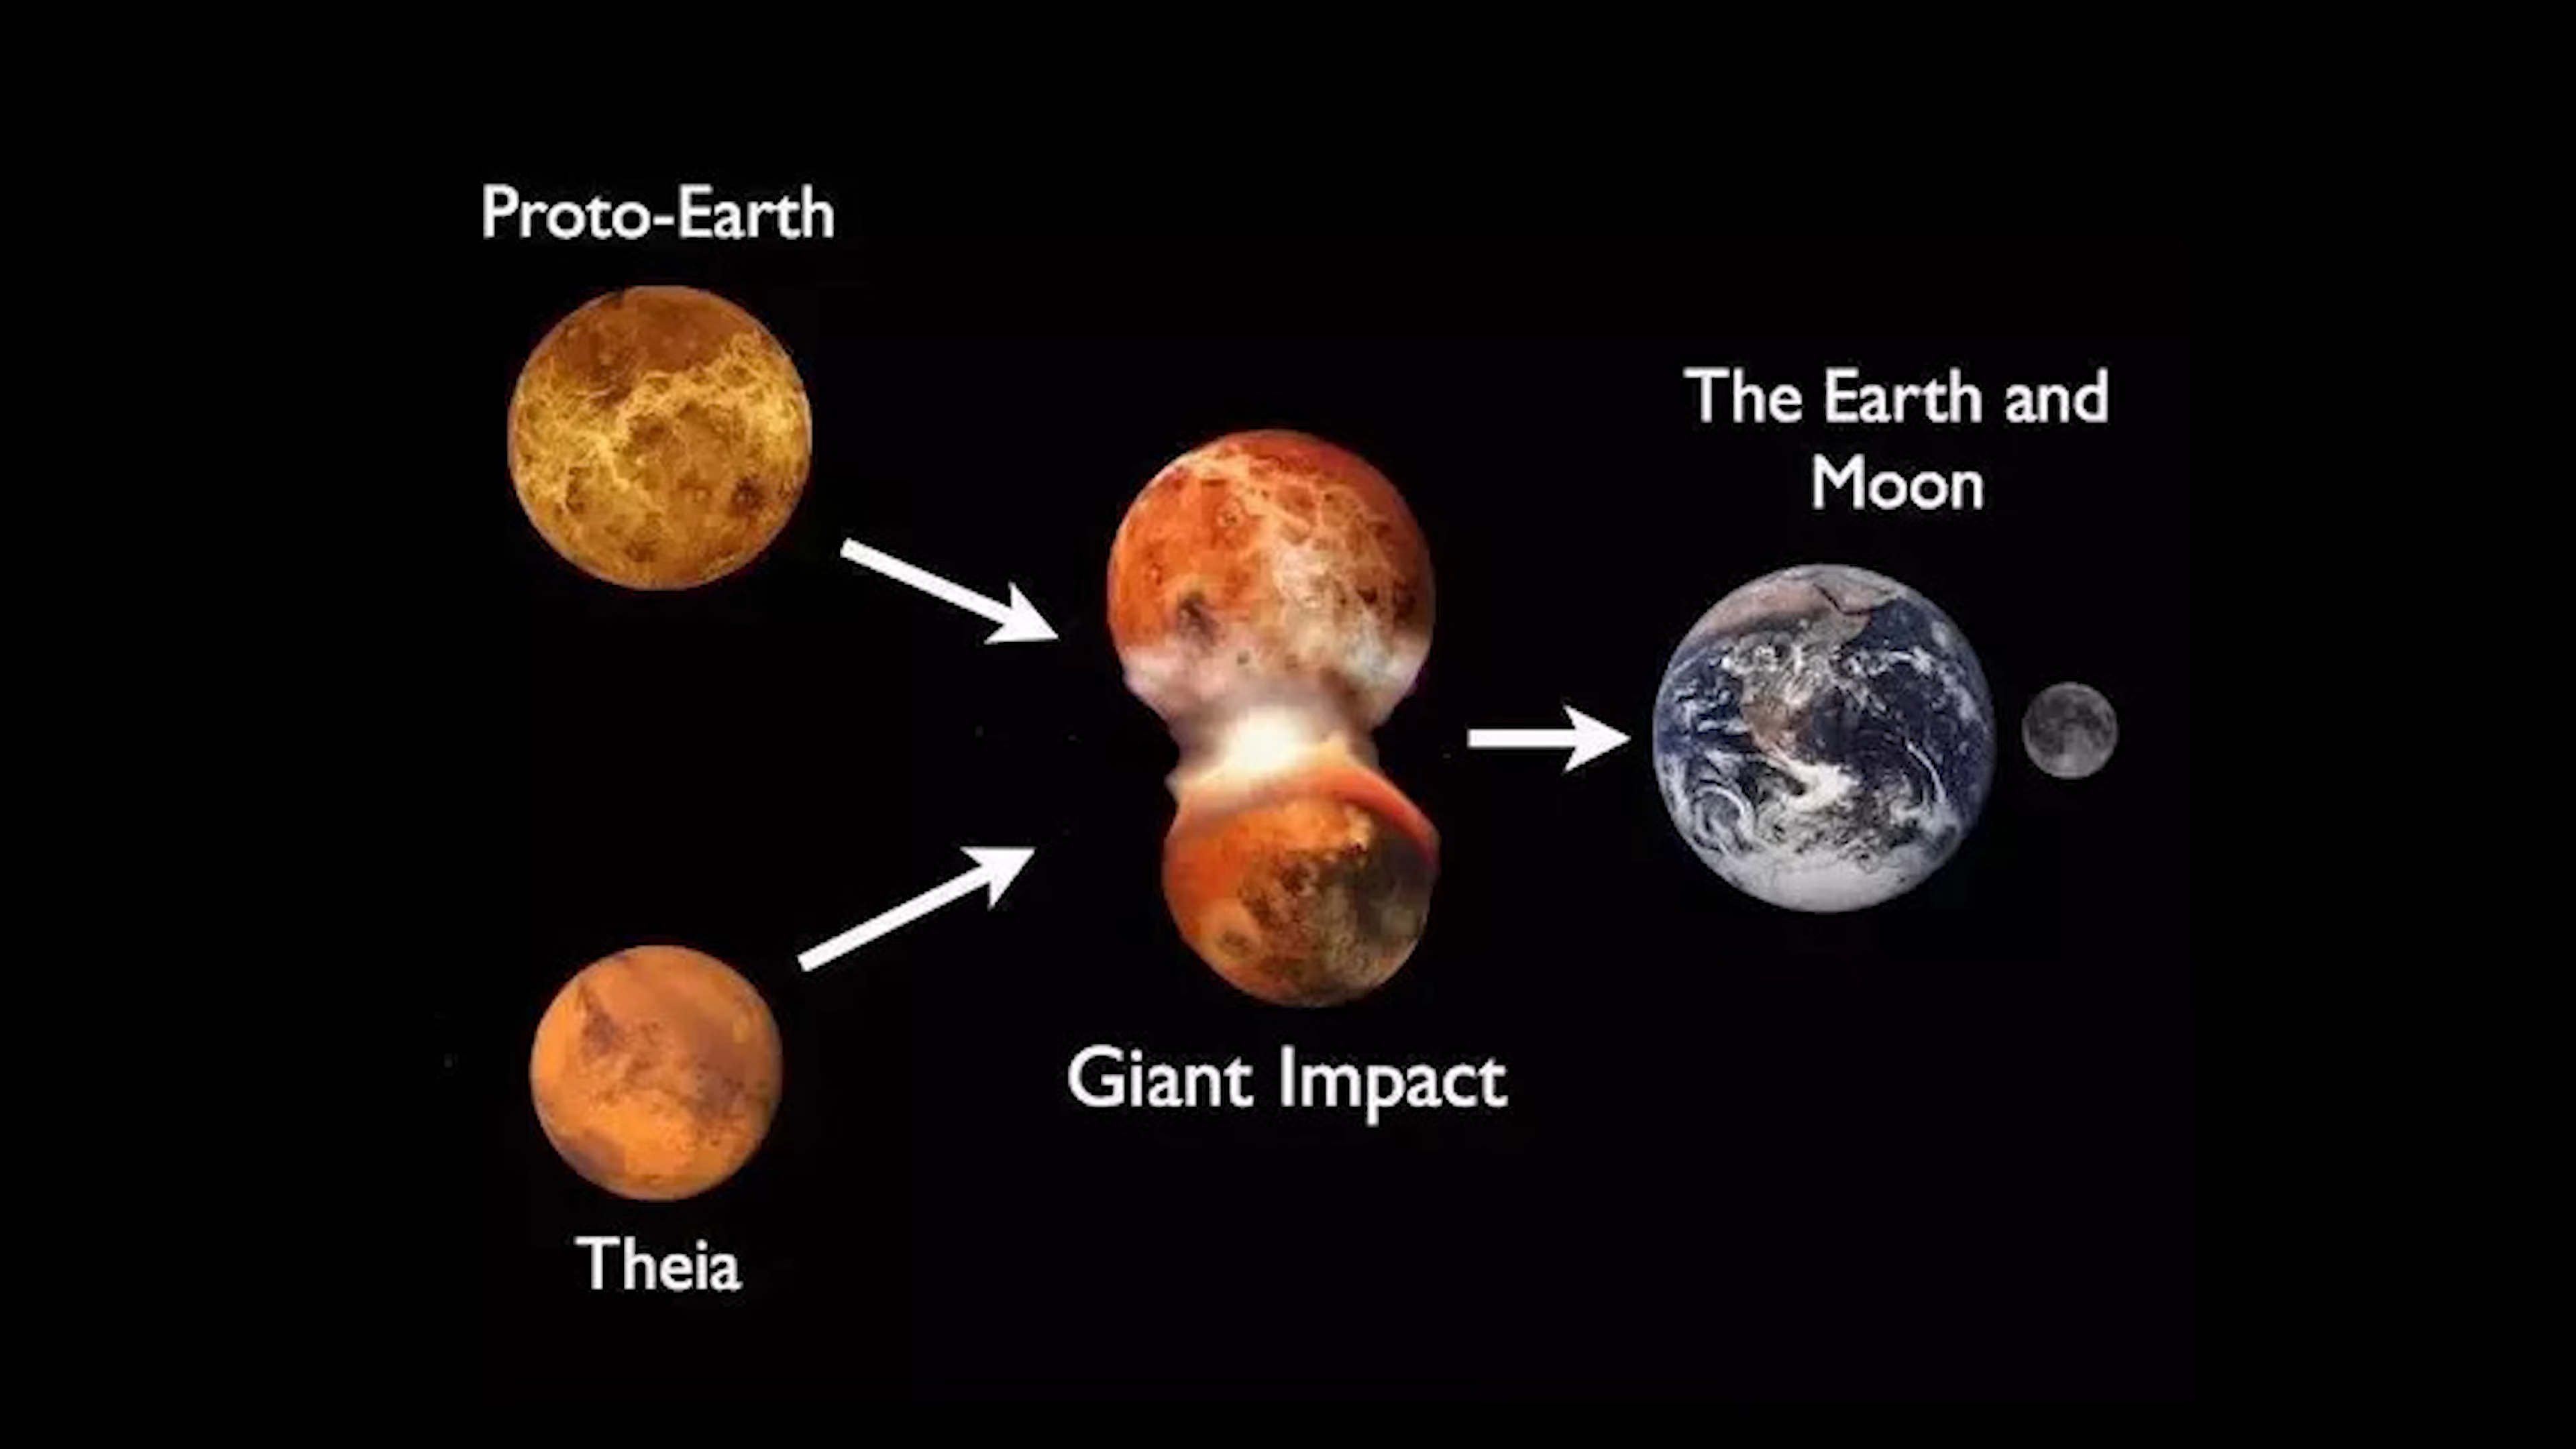 Proto-Earth
Theia
Giant Impact
The Earth and
Moon